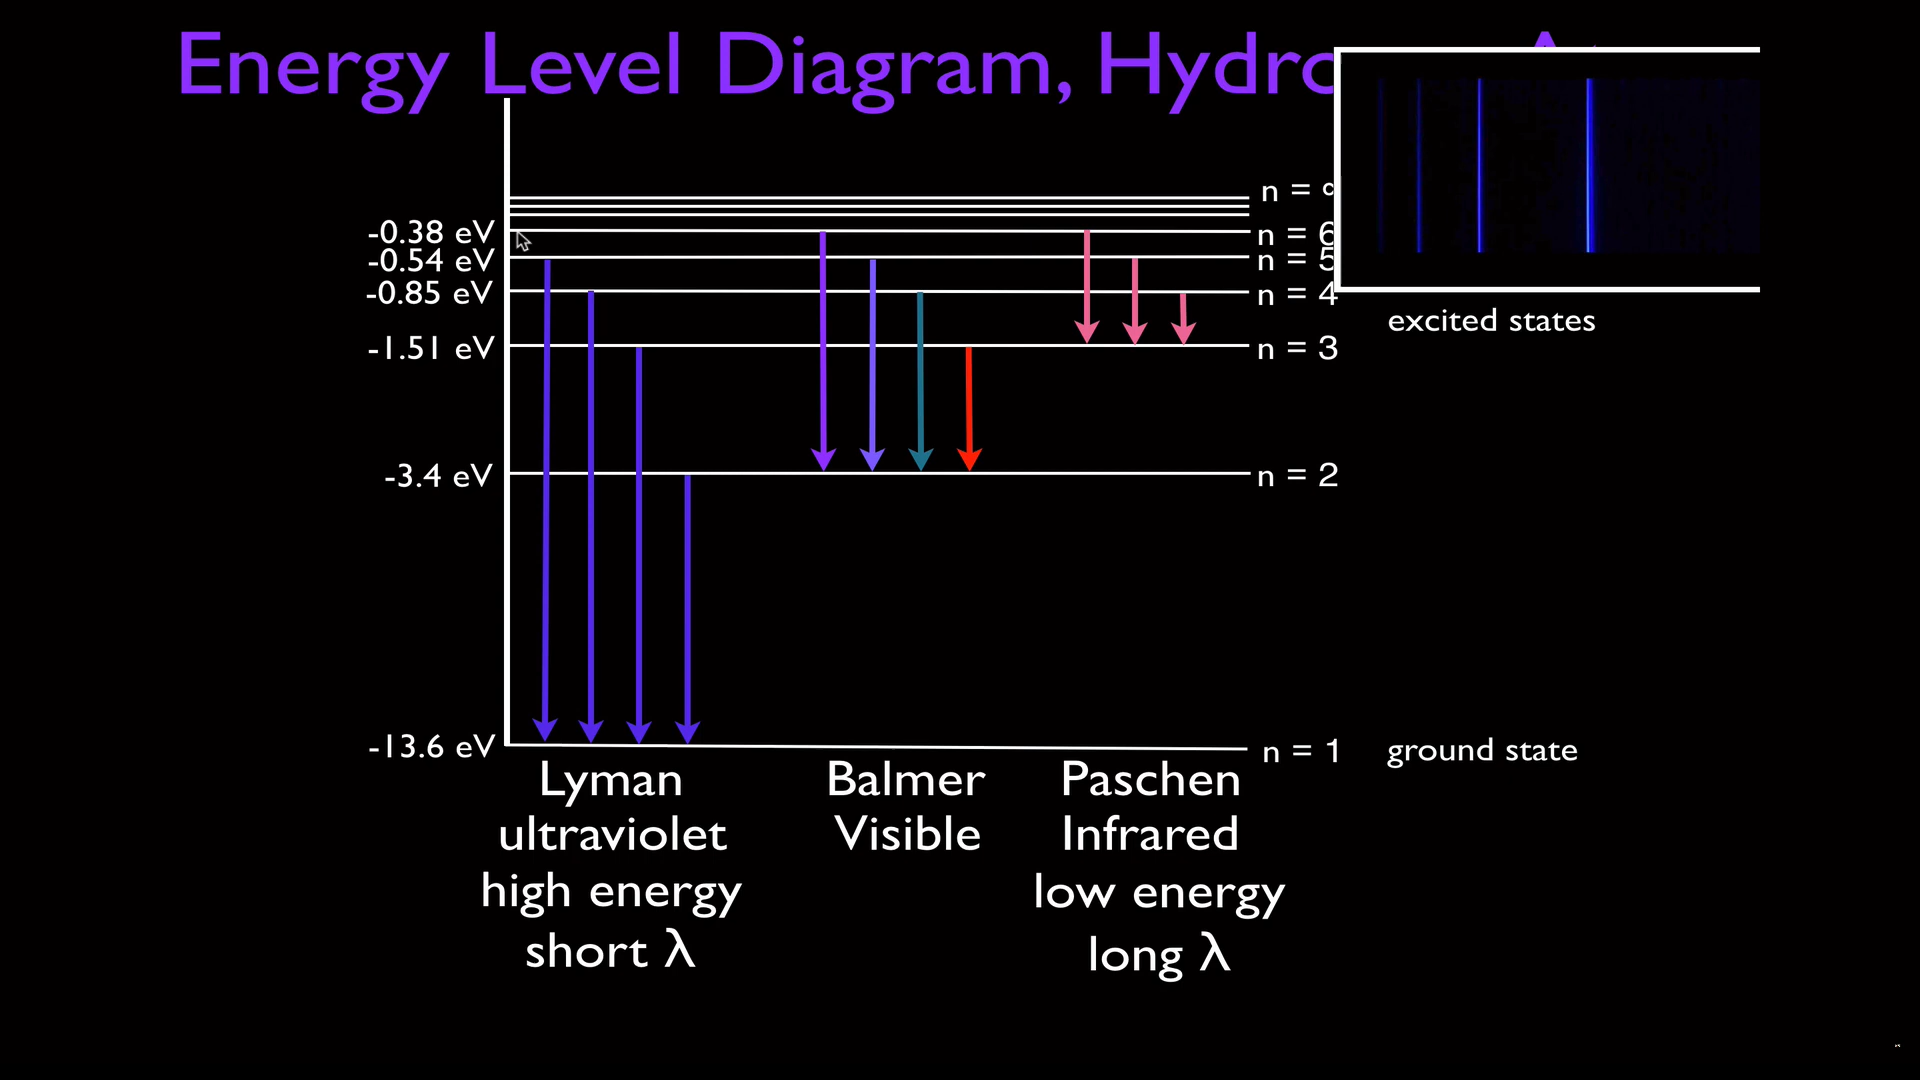 Energy Level Diagram, Hydro
n = 
-0.38 eV n = 6
-0.54 eV n = 5
-0.85 eV n = 4
excited states
-1.51 eV n = 3
-3.4 eV n = 2
-13.6 eV n = 1 ground state
Lyman Balmer Paschen
ultraviolet Visible Infrared
high energy low energy
short λ long λ